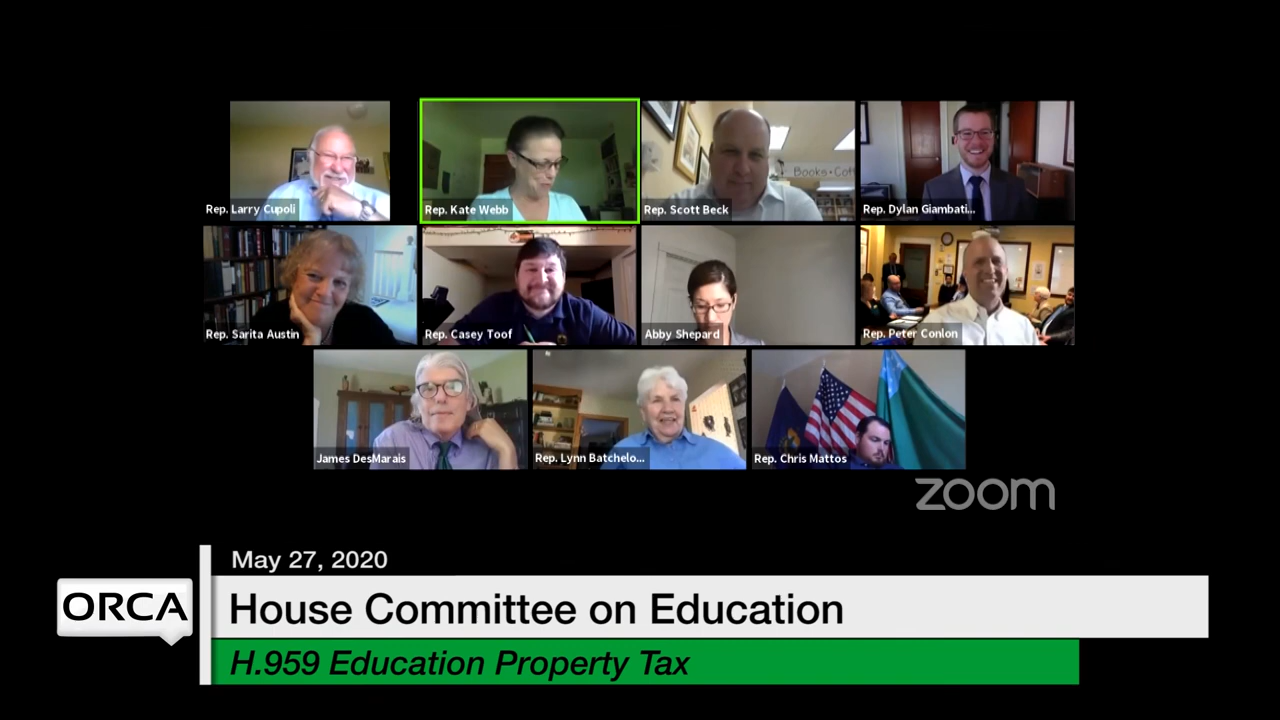 Rep. Larry Cupoli
Rep. Kate Webb
Rep. Scott Beck
Books • Cof
Rep. Dylan Giambati...
Rep. Sarita Austin
Rep. Casey Toof
Abby Shepard
Rep. Peter Conlon
James DesMarais
Rep. Lynn Batchelo...
Rep. Chris Mattos
zoom
May 27, 2020
ORCA
House Committee on Education
H.959 Education Property Tax